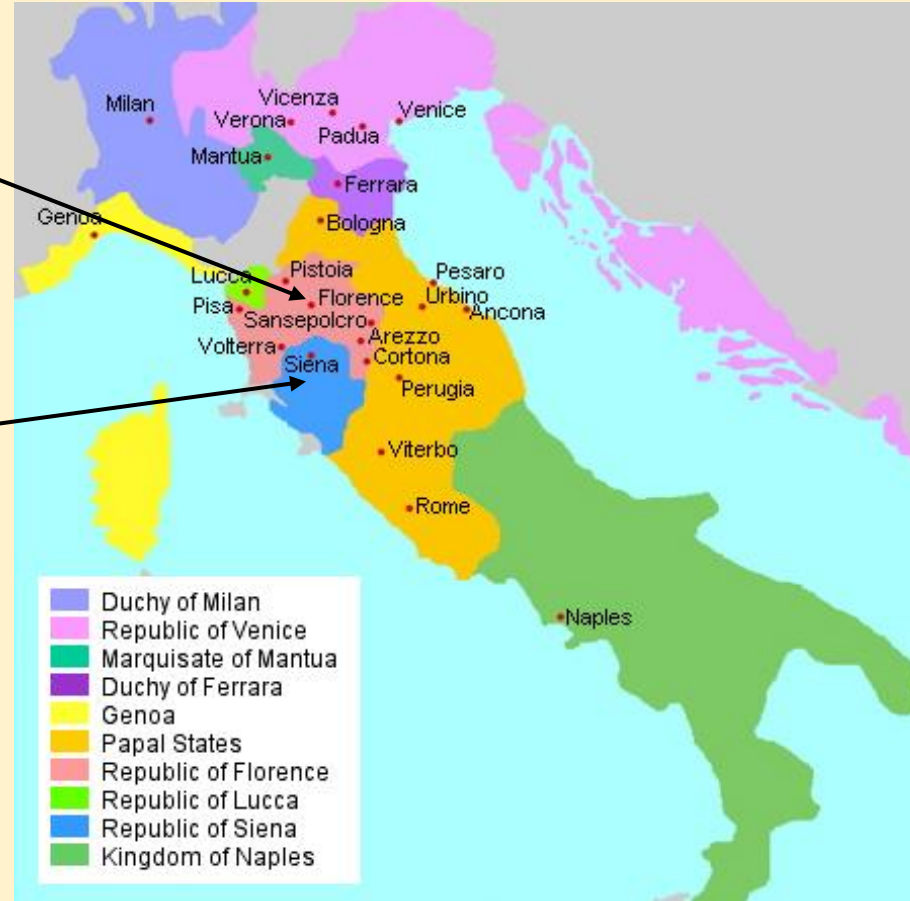 Milan
Vicenza
Verona
Padua
Venice
Mantua
Ferrara
Genoa
Bologna
Lucca
Pistoia
Pesaro
Pisa
Florence
Urbino
Ancona
Sansepolcro
Volterra
Arezzo
Siena
Cortona
Perugia
Viterbo
Rome
Naples
Duchy of Milan
Republic of Venice
Marquisate of Mantua
Duchy of Ferrara
Genoa
Papal States
Republic of Florence
Republic of Lucca
Republic of Siena
Kingdom of Naples